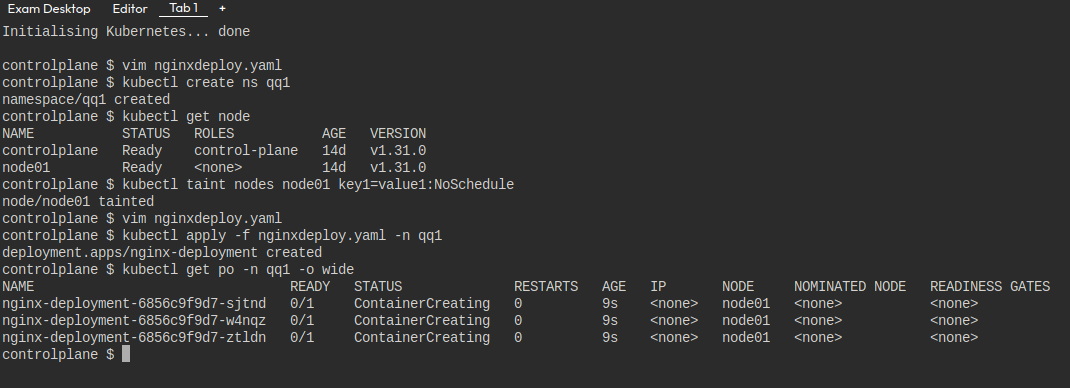 Exam Desktop Editor Tab 1 +
Initialising Kubernetes... done
controlplane $ vim nginxdeploy.yaml
controlplane $ kubectl create ns qq1
namespace/qq1 created
controlplane $ kubectl get node
NAME STATUS ROLES AGE VERSION
controlplane Ready control-plane 14d v1.31.0
node01 Ready <none> 14d v1.31.0
controlplane $ kubectl taint nodes node01 key1=value1:NoSchedule
node/node01 tainted
controlplane $ vim nginxdeploy.yaml
controlplane $ kubectl apply -f nginxdeploy.yaml -n qq1
deployment.apps/nginx-deployment created
controlplane $ kubectl get po -n qq1 -o wide
NAME READY STATUS RESTARTS AGE IP NODE NOMINATED NODE READINESS GATES
nginx-deployment-6856c9f9d7-sjtnd 0/1 ContainerCreating 0 9s <none> node01 <none> <none>
nginx-deployment-6856c9f9d7-w4nqz 0/1 ContainerCreating 0 9s <none> node01 <none> <none>
nginx-deployment-6856c9f9d7-ztldn 0/1 ContainerCreating 0 9s <none> node01 <none> <none>
controlplane $